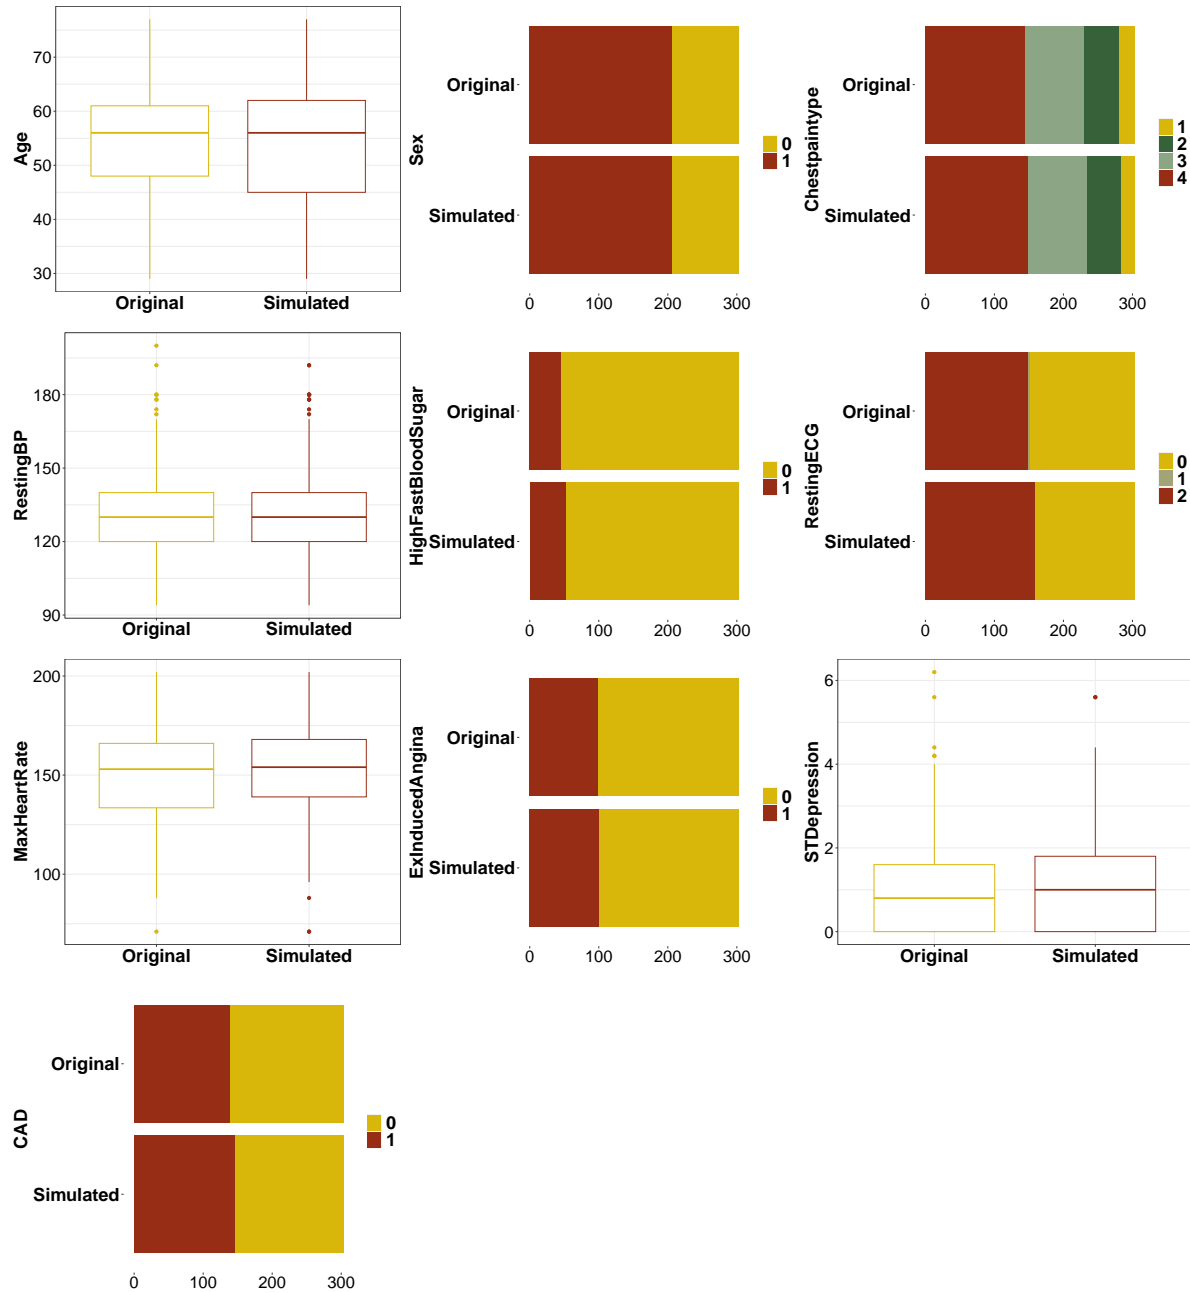 Age
70
60
50
40
30
Original
Simulated
Sex
Original
Simulated
0
100
200
300
0
1
Chestpaintype
Original
Simulated
0
100
200
300
1
2
3
4
RestingBP
180
150
120
90
Original
Simulated
HighFastBloodSugar
Original
Simulated
0
100
200
300
0
1
RestingECG
Original
Simulated
0
100
200
300
0
1
2
MaxHeartRate
200
150
100
Original
Simulated
ExInducedAngina
Original
Simulated
0
100
200
300
0
1
STDepression
6
4
2
0
Original
Simulated
CAD
Original
Simulated
0
100
200
300
0
1